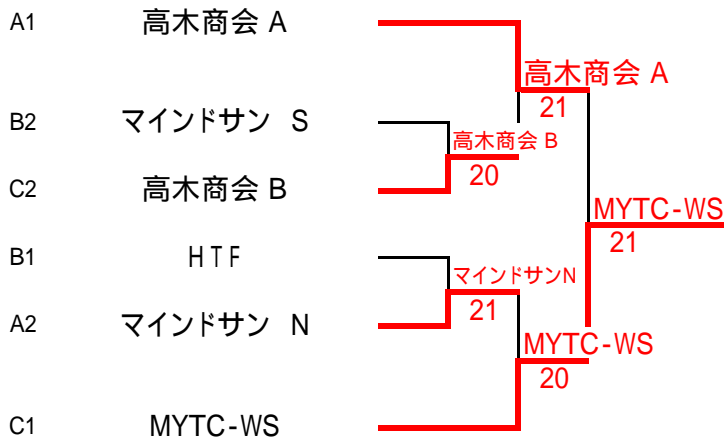 A1 高木商会 A
高木商会 A
21
B2 マインドサン S
高木商会 B
20
C2 高木商会 B
MYTC-WS
21
B1 HTF
マインドサンN
21
A2 マインドサン N
MYTC-WS
20
C1 MYTC-WS